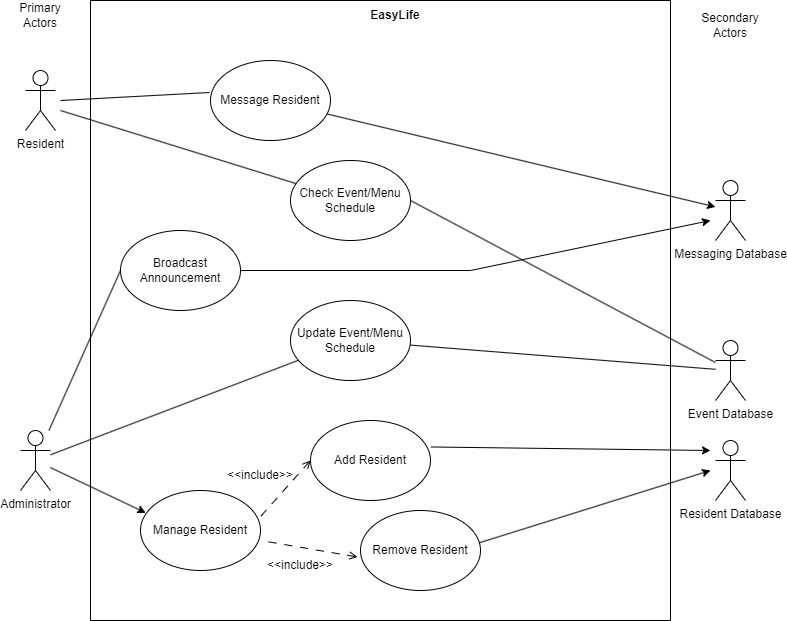 Primary
Actors
EasyLife
Secondary
Actors
Message Resident
Resident
Check Event/Menu
Schedule
Messaging Database
Broadcast
Announcement
Update Event/Menu
Schedule
Event Database
Add Resident
<<include>>
Administrator
Resident Database
Manage Resident
Remove Resident
<<include>>